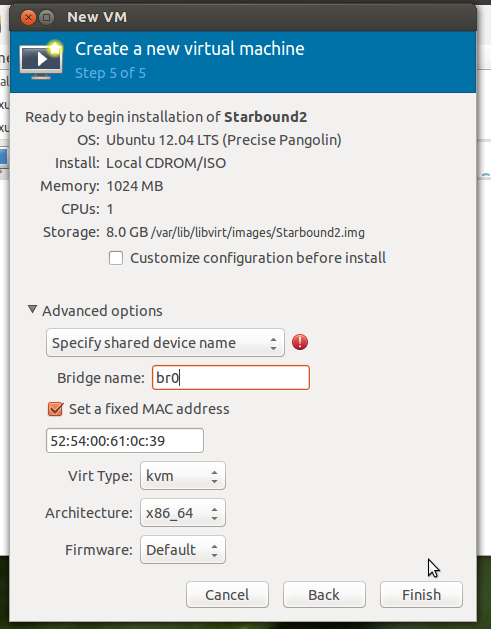 New VM
Create a new virtual machine
Step 5 of 5
Ready to begin installation of Starbound2
OS: Ubuntu 12.04 LTS (Precise Pangolin)
Install: Local CDROM/ISO
Memory: 1024 MB
CPUs: 1
Storage: 8.0 GB /var/lib/libvirt/images/Starbound2.img
Customize configuration before install
Advanced options
Specify shared device name
Bridge name: br0
Set a fixed MAC address
52:54:00:61:0c:39
Virt Type: kvm
Architecture: x86_64
Firmware: Default
Cancel Back Finish